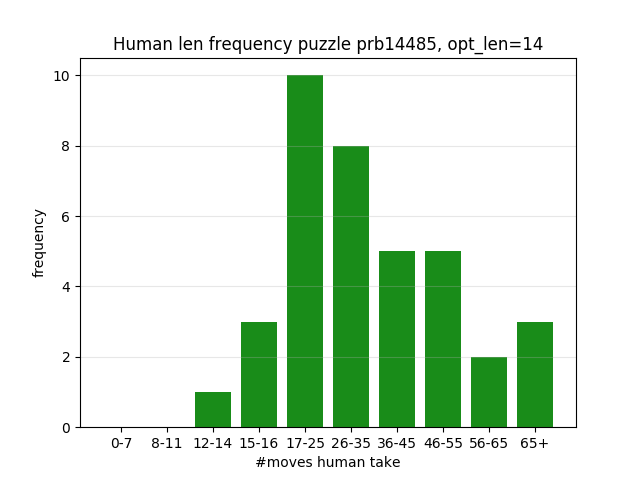 Human len frequency puzzle prb14485, opt_len=14
10
8
6
4
2
0
frequency
0-7 8-11 12-14 15-16 17-25 26-35 36-45 46-55 56-65 65+
#moves human take